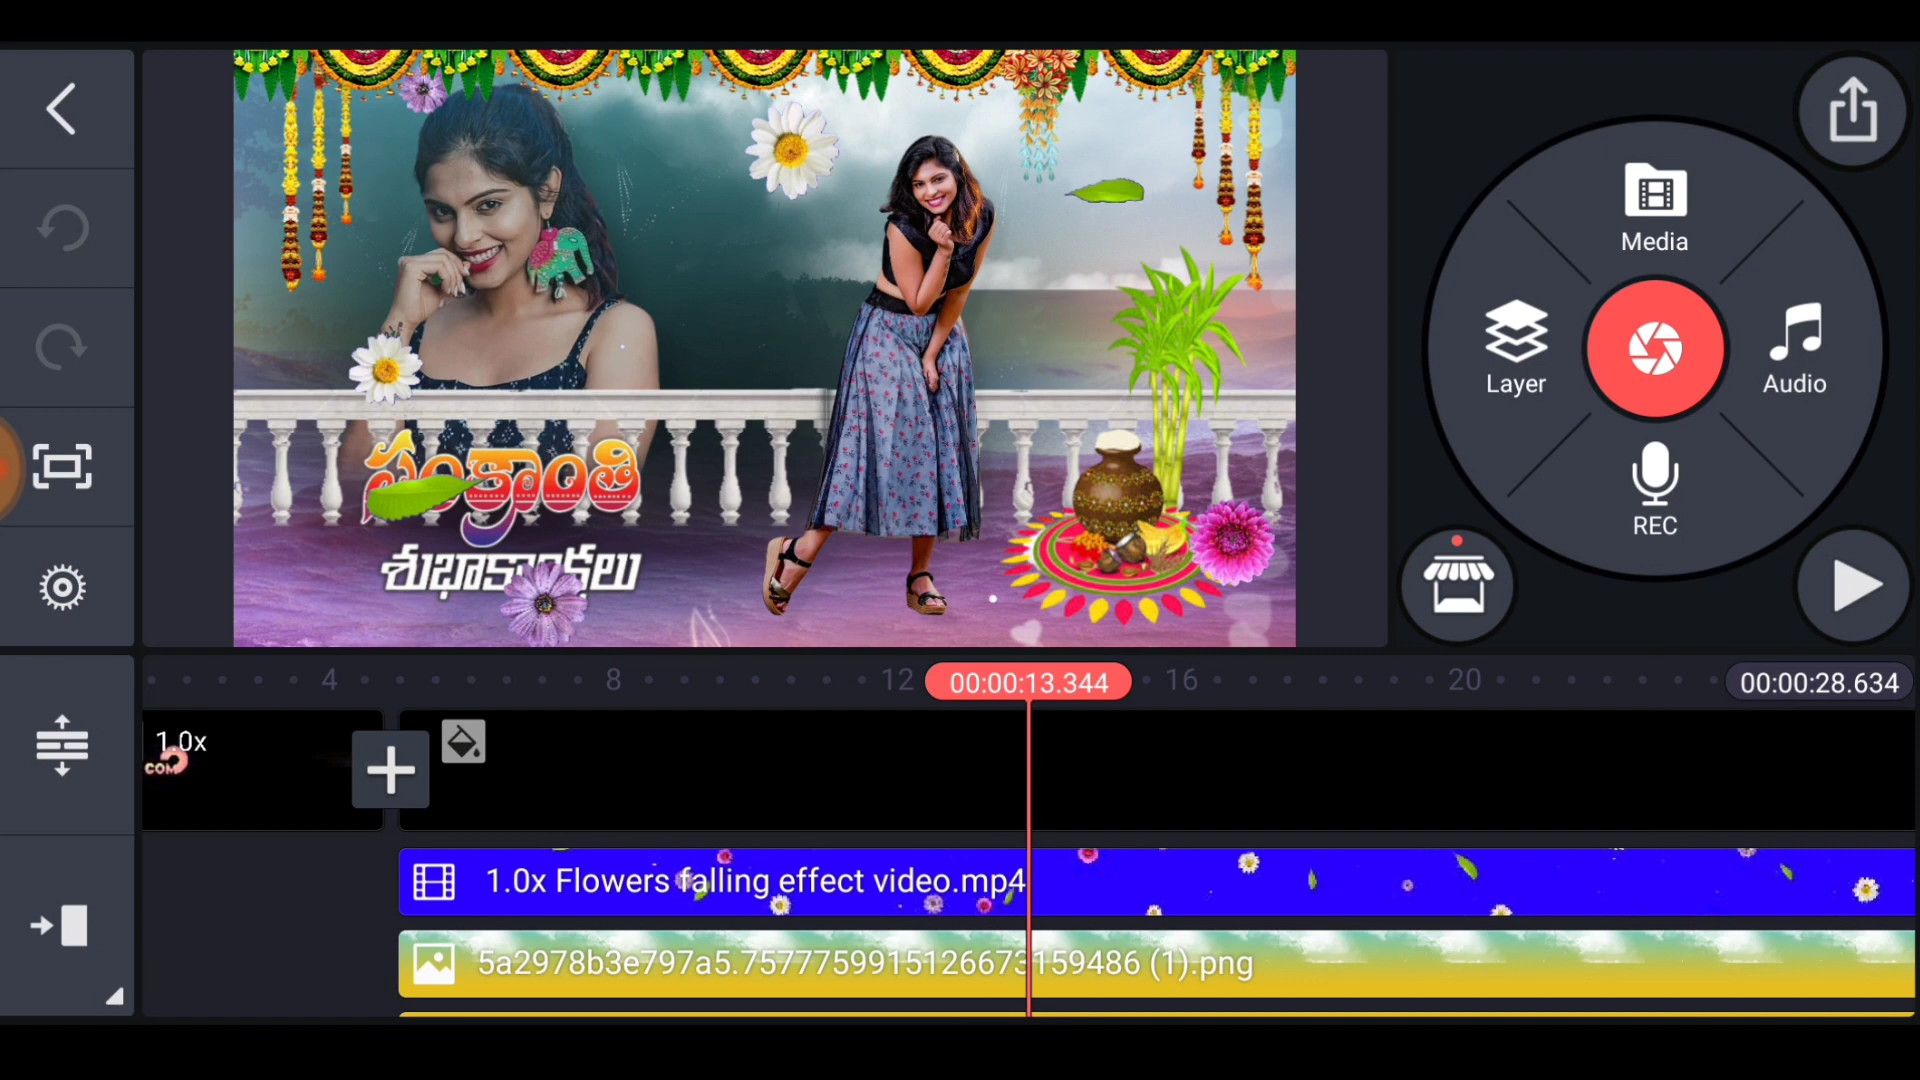 Media
Layer
Audio
REC
సంక్రాంతి
శుభాకాంక్షలు
4
8
12
00:00:13.344
16
20
00:00:28.634
1.0x
COM
1.0x Flowers falling effect video.mp4
5a2978b3e797a5.7577759915126673159486 (1).png